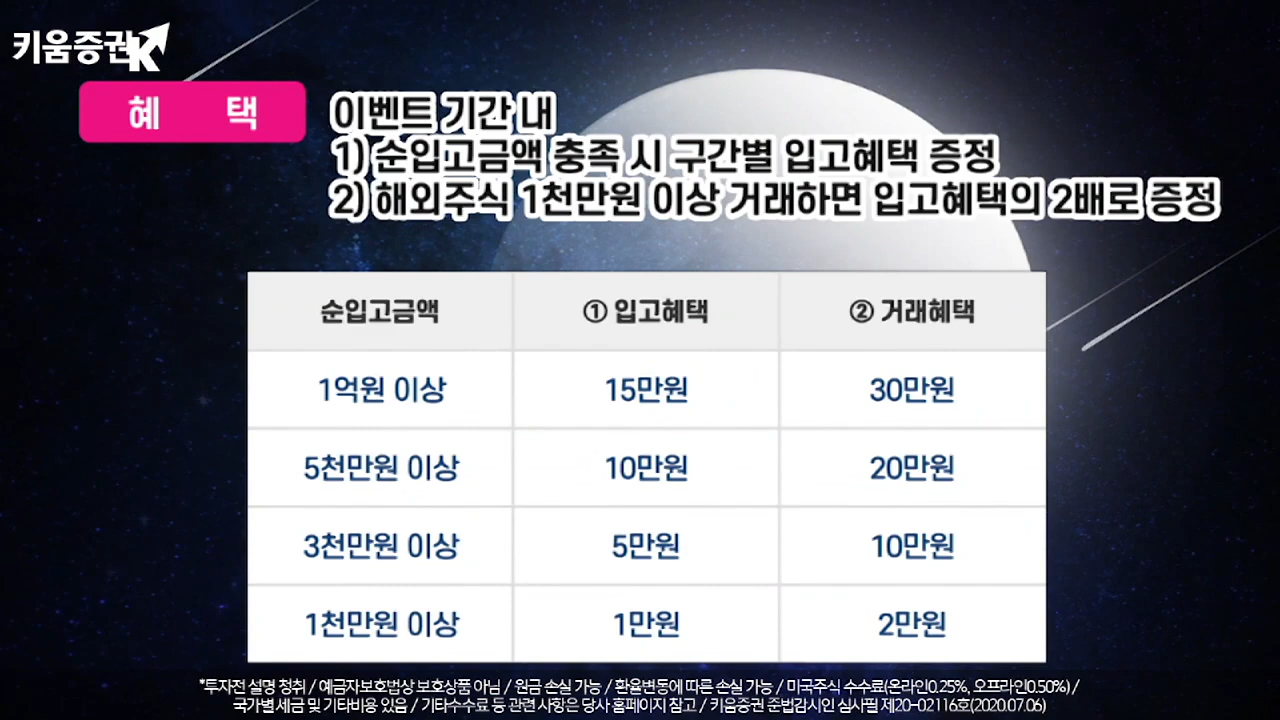 키움증권K
혜 택
이벤트 기간 내
1) 순입고금액 충족 시 구간별 입고혜택 증정
2) 해외주식 1천만원 이상 거래하면 입고혜택의 2배로 증정
순입고금액 ① 입고혜택 ② 거래혜택
1억원 이상 15만원 30만원
5천만원 이상 10만원 20만원
3천만원 이상 5만원 10만원
1천만원 이상 1만원 2만원
*투자전 설명 청취 / 예금자보호법상 보호상품 아님 / 원금 손실 가능 / 환율변동에 따른 손실 가능 / 미국주식 수수료(온라인0.25%, 오프라인0.50%) /
국가별 세금 및 기타비용 있음 / 기타수수료 등 관련 사항은 당사 홈페이지 참고 / 키움증권 준법감시인 심사필 제20-02116호(2020.07.06)